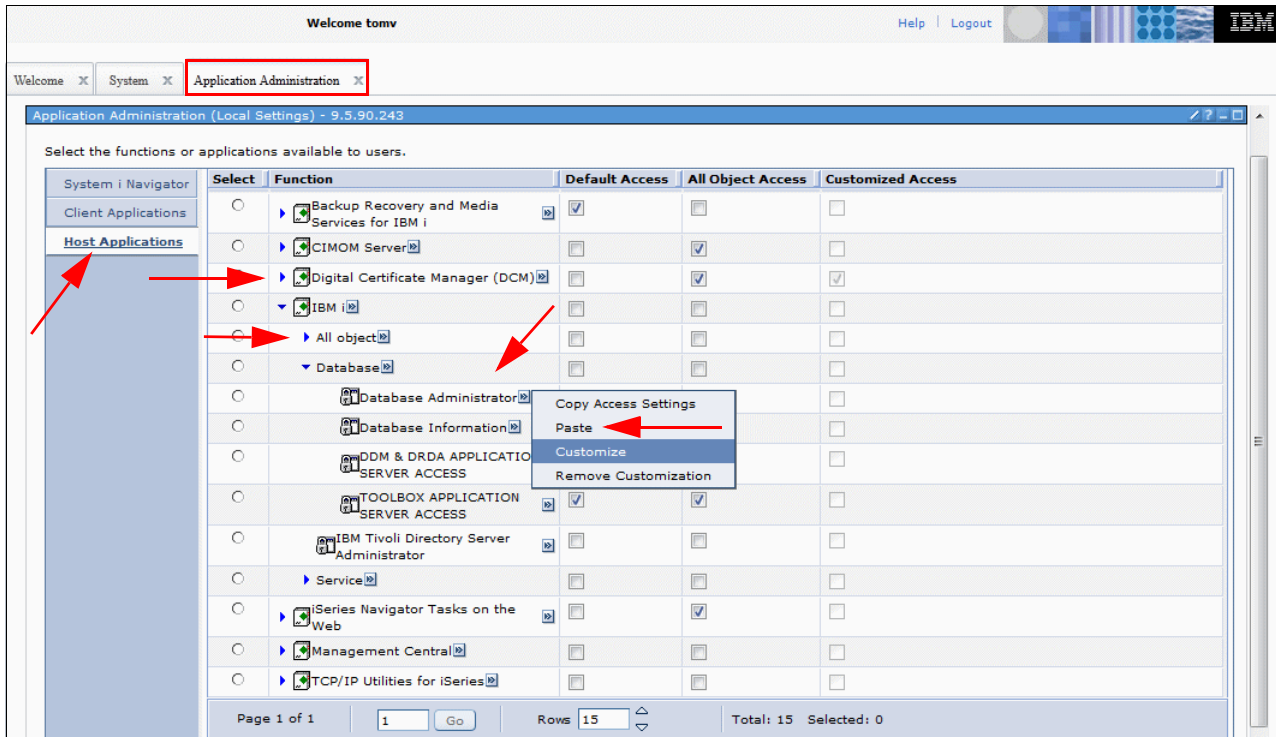 Welcome tomv
Help
Logout
IBM
Welcome X
System X
Application Administration X
Application Administration (Local Settings) - 9.5.90.243
Select the functions or applications available to users.
System i Navigator
Client Applications
Host Applications
Select Function Default Access All Object Access Customized Access
Backup Recovery and Media
Services for IBM i
CIMOM Server
Digital Certificate Manager (DCM)
IBM i
All object
Database
Database Administrator
Database Information
DDM & DRDA APPLICATIO
SERVER ACCESS
Copy Access Settings
Paste
Customize
Remove Customization
TOOLBOX APPLICATION
SERVER ACCESS
IBM Tivoli Directory Server
Administrator
Service
iSeries Navigator Tasks on the
Web
Management Central
TCP/IP Utilities for iSeries
Page 1 of 1 1 Go Rows 15 Total: 15 Selected: 0